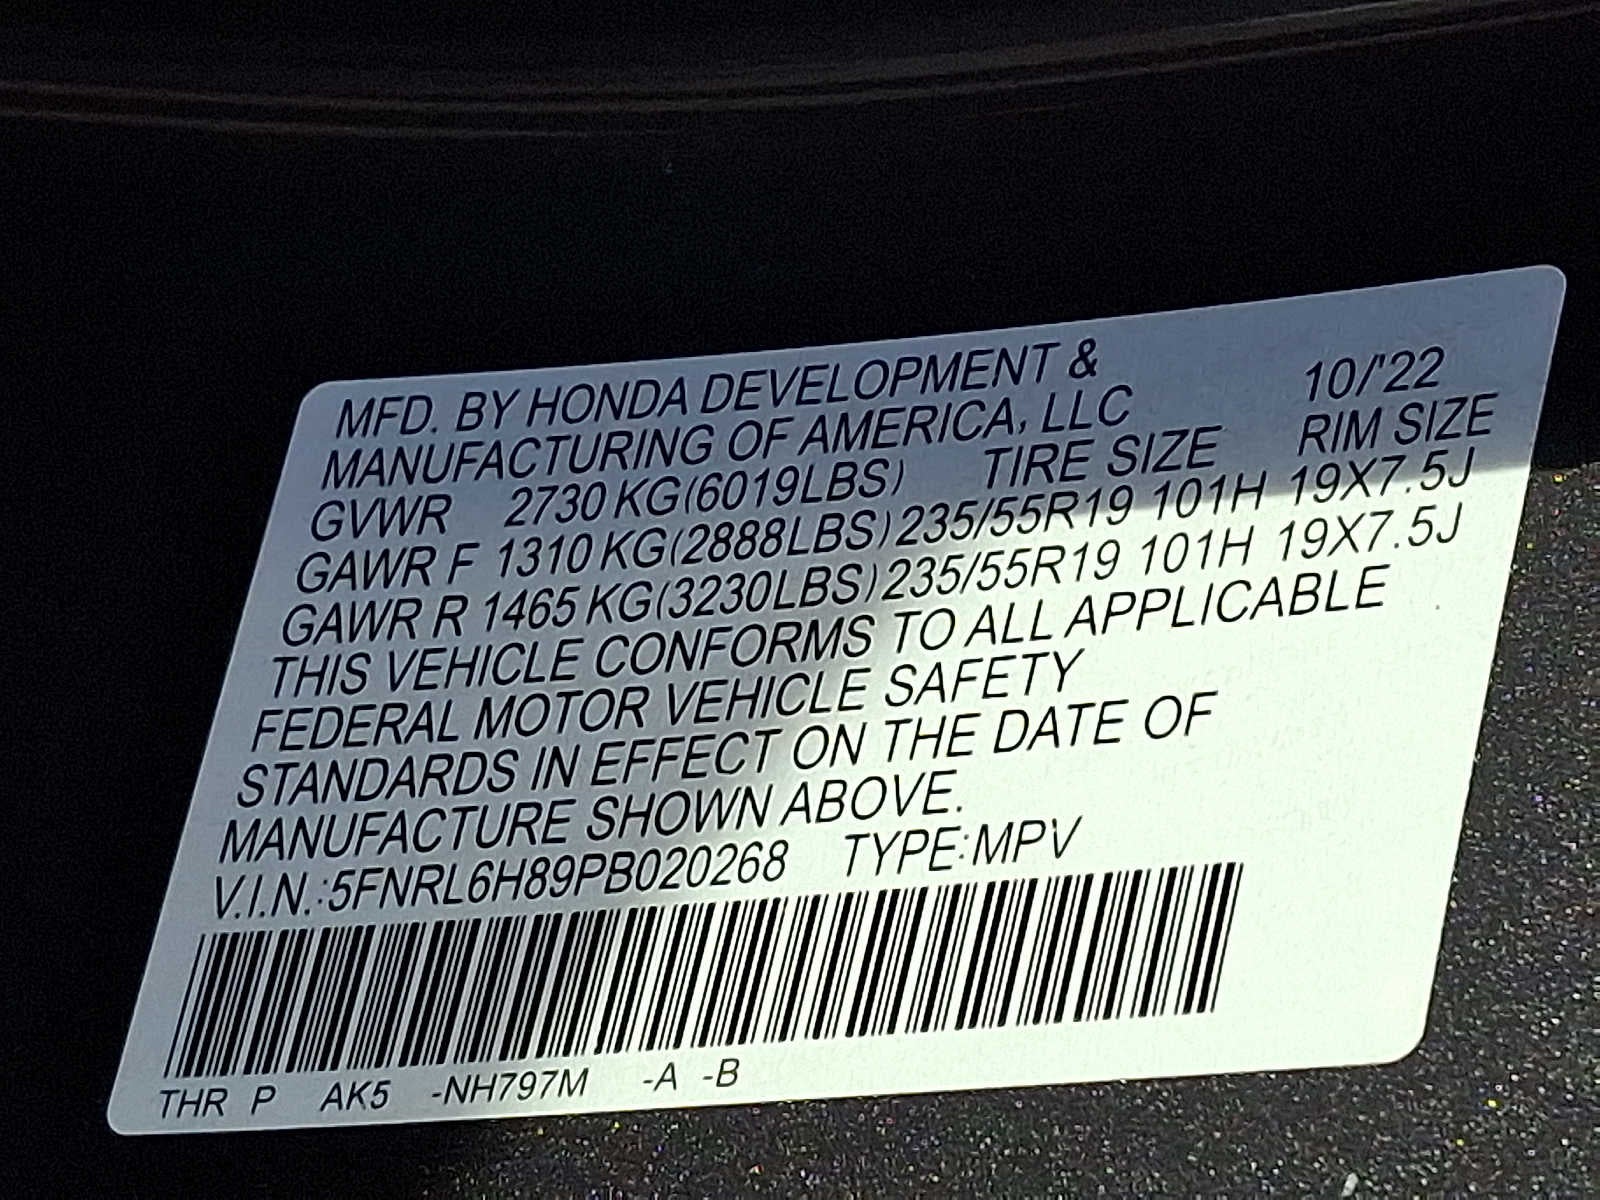 MFD. BY HONDA DEVELOPMENT &
MANUFACTURING OF AMERICA, LLC 10/'22
GVWR 2730 KG(6019LBS) TIRE SIZE RIM SIZE
GAWR F 1310 KG(2888LBS) 235/55R19 101H 19X7.5J
GAWR R 1465 KG(3230LBS) 235/55R19 101H 19X7.5J
THIS VEHICLE CONFORMS TO ALL APPLICABLE
FEDERAL MOTOR VEHICLE SAFETY
STANDARDS IN EFFECT ON THE DATE OF
MANUFACTURE SHOWN ABOVE.
V.I.N.:5FNRL6H89PB020268 TYPE:MPV
THR P AK5 -NH797M -A -B